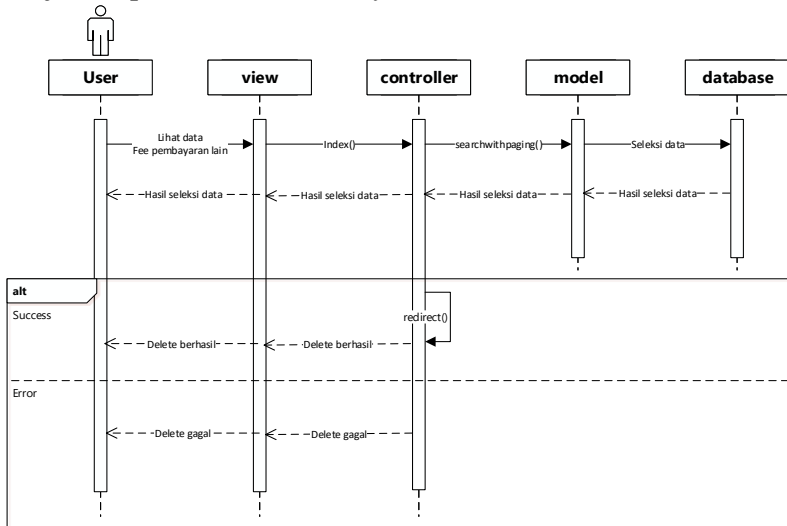 User view controller model database
Lihat data
Fee pembayaran lain
Index()
searchwithpaging()
Seleksi data
Hasil seleksi data
Hasil seleksi data
Hasil seleksi data
Hasil seleksi data
alt
Success
redirect()
Delete berhasil
Delete berhasil
Error
Delete gagal
Delete gagal